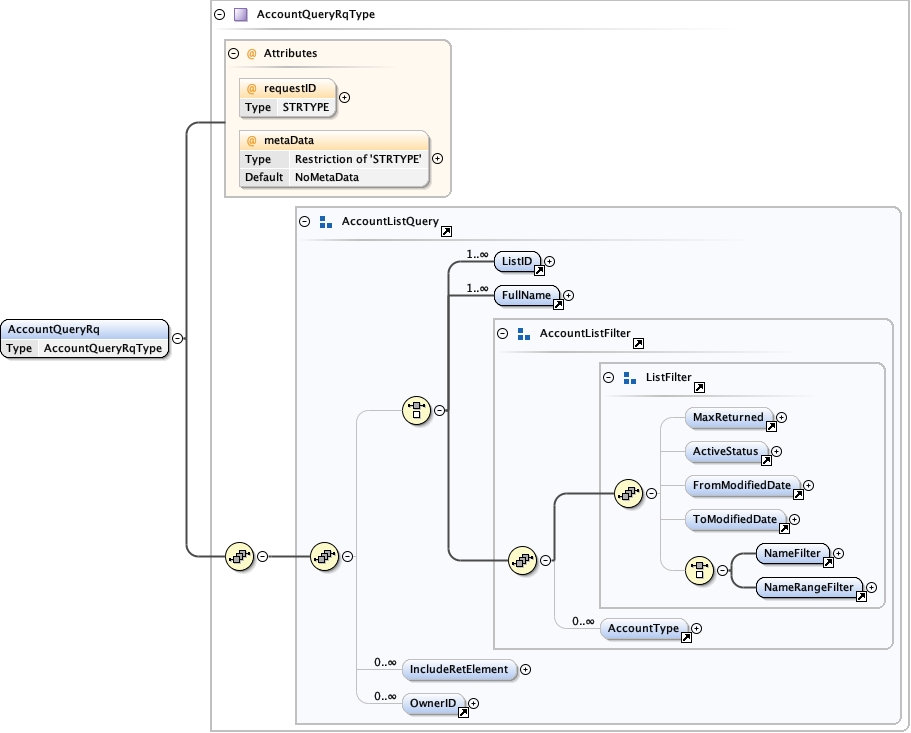 AccountQueryRqType
@ Attributes
@ requestID
Type STRTYPE
@ metaData
Type Restriction of 'STRTYPE'
Default NoMetaData
AccountListQuery
1..∞ ListID
1..∞ FullName
AccountQueryRq
Type AccountQueryRqType
AccountListFilter
ListFilter
MaxReturned
ActiveStatus
FromModifiedDate
ToModifiedDate
NameFilter
NameRangeFilter
0..∞ AccountType
0..∞ IncludeRetElement
0..∞ OwnerID